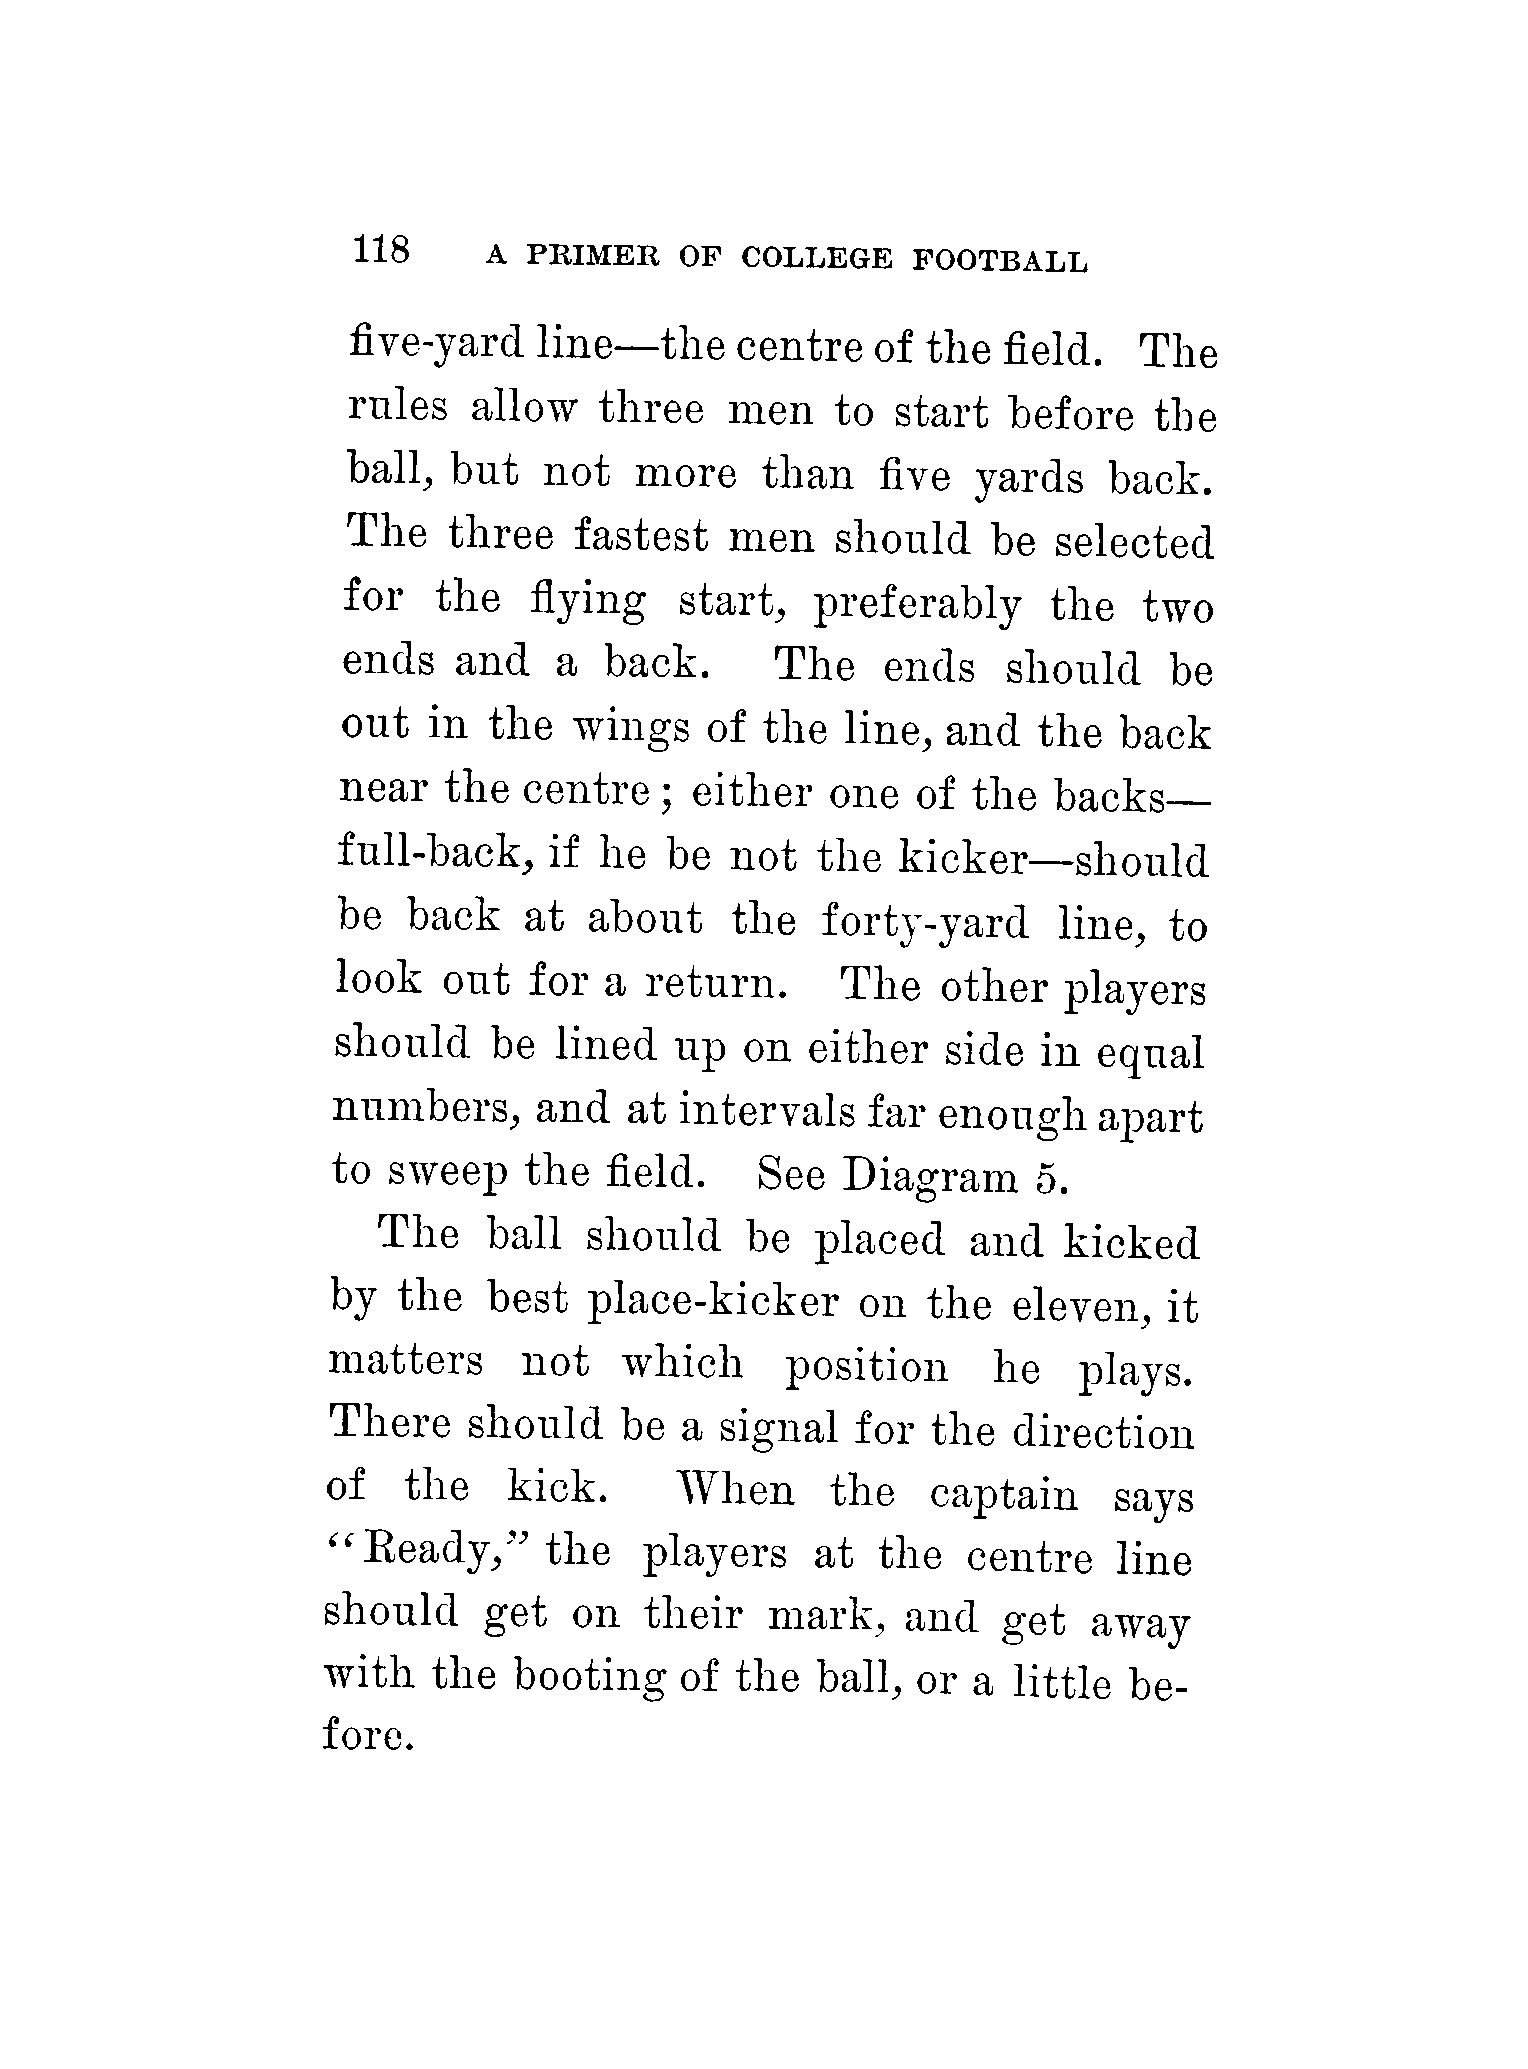 118 A PRIMER OF COLLEGE FOOTBALL
five-yard line—the centre of the field. The
rules allow three men to start before the
ball, but not more than five yards back.
The three fastest men should be selected
for the flying start, preferably the two
ends and a back. The ends should be
out in the wings of the line, and the back
near the centre; either one of the backs—
full-back, if he be not the kicker—should
be back at about the forty-yard line, to
look out for a return. The other players
should be lined up on either side in equal
numbers, and at intervals far enough apart
to sweep the field. See Diagram 5.
The ball should be placed and kicked
by the best place-kicker on the eleven, it
matters not which position he plays.
There should be a signal for the direction
of the kick. When the captain says
“Ready,” the players at the centre line
should get on their mark, and get away
with the booting of the ball, or a little be-
fore.